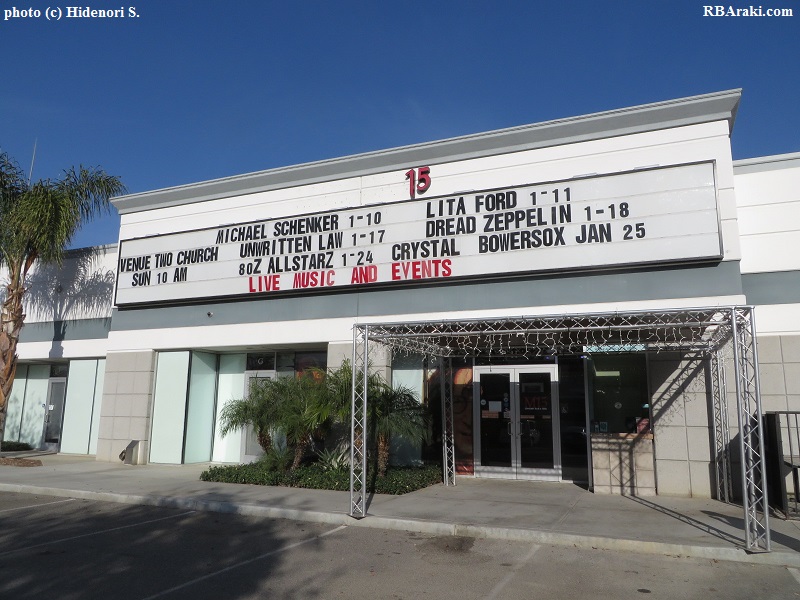 photo (c) Hidenori S.
RBAraki.com
15
VENUE TWO CHURCH
SUN 10 AM
MICHAEL SCHENKER 1-10
UNWRITTEN LAW 1-17
80Z ALLSTARZ 1-24
LITA FORD 1-11
DREAD ZEPPELIN 1-18
CRYSTAL BOWERSOX JAN 25
LIVE MUSIC AND EVENTS
G